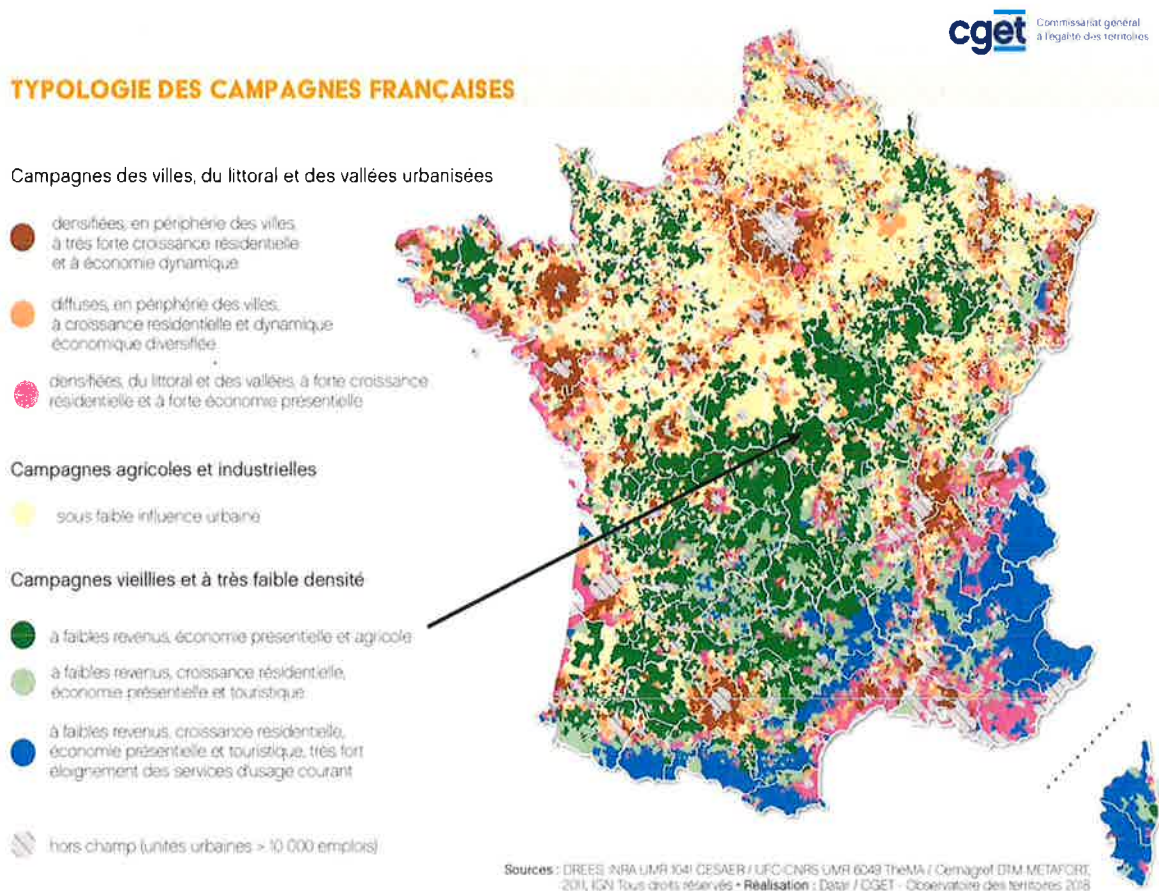 cget
Commissariat général
à l'égalité des territoires
TYPOLOGIE DES CAMPAGNES FRANÇAISES
Campagnes des villes, du littoral et des vallées urbanisées
densifiées, en périphérie des villes,
à très forte croissance résidentielle
et à économie dynamique
diffuses, en périphérie des villes,
à croissance residentielle et dynamique
économique diversifiée
densifiées, du littoral et des vallées, à forte croissance
résidentielle et à forte économie présentielle
Campagnes agricoles et industrielles
sous faible influence urbaine
Campagnes vieillies et à très faible densité
a faibles revenus, économie présentielle et agricole
à faibles revenus, croissance résidentielle,
économie présentielle et touristique
à faibles revenus, croissance résidentielle,
économie présentielle et touristique, très fort
éloignement des services d'usage courant
hors champ (unités urbaines > 10 000 emplois)
Sources : DREES, INRA UMR 1041 CESAER / UFC-CNRS UMR 6049 ThéMA / Cemagref DTM METAFORT,
2011, IGN Tous droits réservés • Réalisation : Datar / CGET - Observatoire des territoires 2018